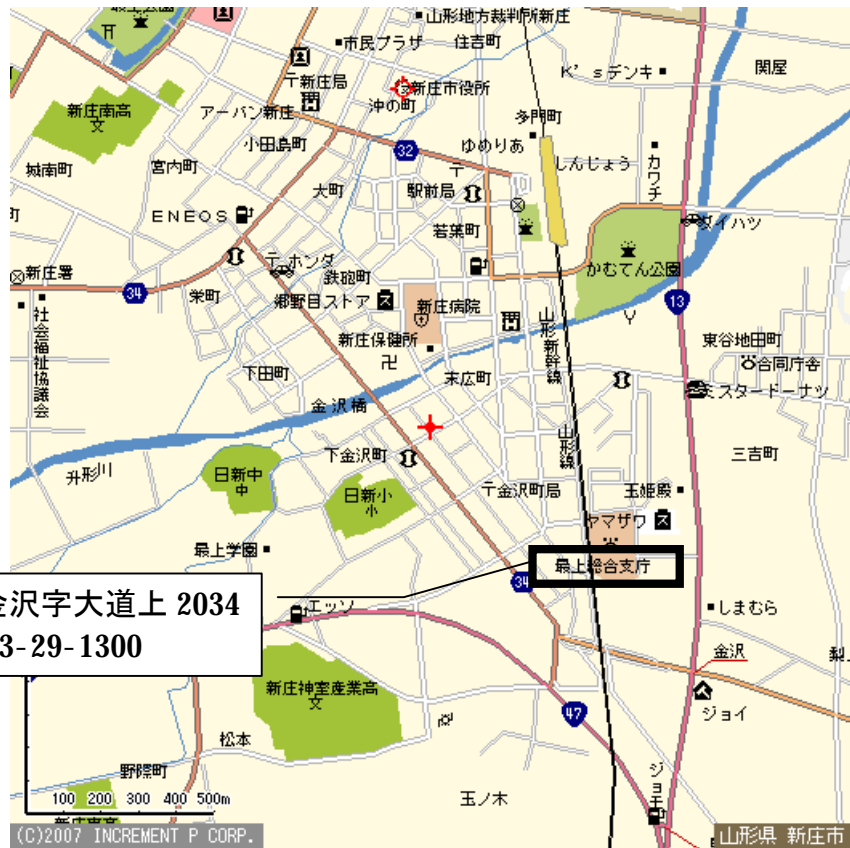 山形地方裁判所新庄
市民プラザ
住吉町
K'sデンキ
関屋
〒新庄局
新庄市役所
沖の町
アーバン新庄
新庄南高
文
小田島町
32
多門町
ゆめりあ
しんじょう
カワチ
城南町
宮内町
大町
駅前局
〒
ENEOS
若葉町
ダイハツ
新庄署
〒
ホンダ
鉄砲町
かむてん公園
34
栄町
郷野目ストア
新庄病院
13
社会福祉協議会
新庄保健所
山形新幹線
東谷地田町
合同庁舎
下田町
末広町
ミスタードーナツ
金沢橋
山形線
下金沢町
三吉町
升形川
日新中
中
日新小
小
〒金沢町局
玉姫殿
ヤマザワ
最上学園
最上総合支庁
34
金沢字大道上 2034
3-29-1300
エッソ
しまむら
金沢
新庄神室産業高
文
47
ジョイ
松本
野際町
玉ノ木
ジョモ
100 200 300 400 500m
(C)2007 INCREMENT P CORP.
山形県 新庄市